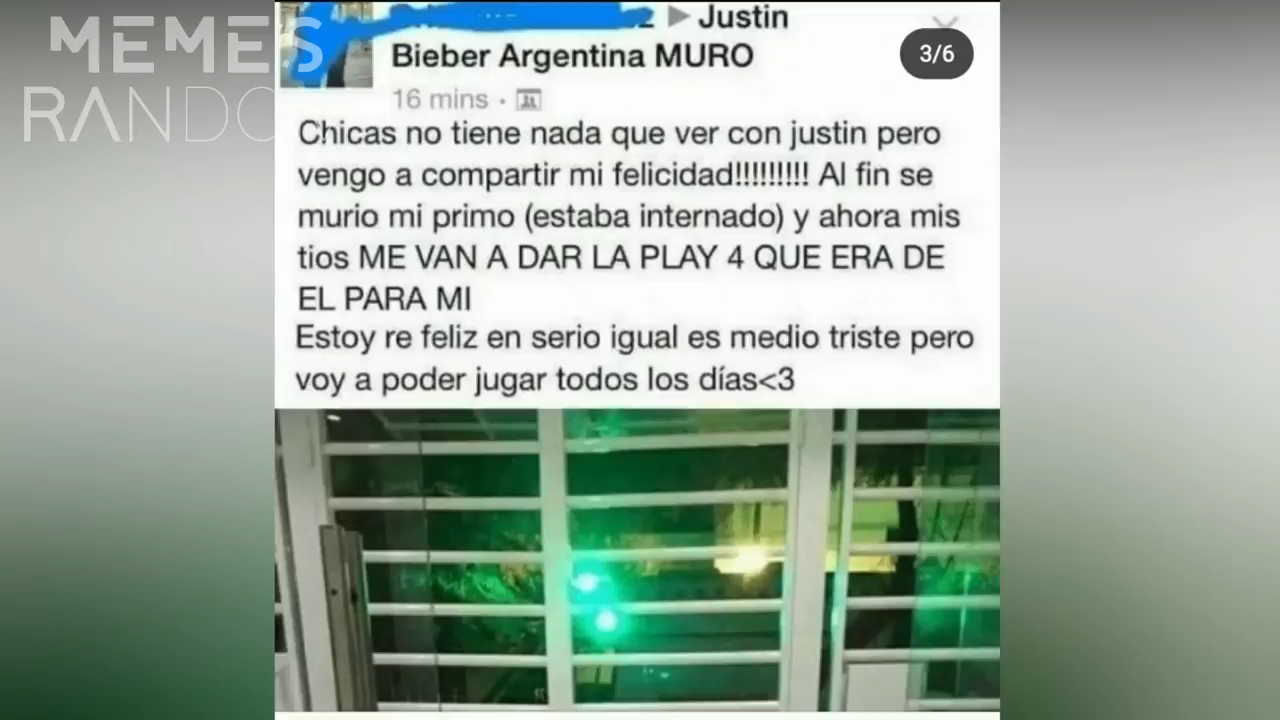 MEMES
RANDO
Justin
Bieber Argentina MURO
3/6
16 mins
Chicas no tiene nada que ver con justin pero
vengo a compartir mi felicidad!!!!!!!!! Al fin se
murio mi primo (estaba internado) y ahora mis
tios ME VAN A DAR LA PLAY 4 QUE ERA DE
EL PARA MI
Estoy re feliz en serio igual es medio triste pero
voy a poder jugar todos los días<3